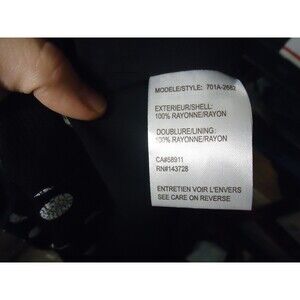 MODELE/STYLE: 701A-2682
EXTERIEUR/SHELL:
100% RAYONNE/RAYON
DOUBLURE/LINING:
100% RAYONNE/RAYON
CA#58911
RN#143728
ENTRETIEN VOIR L'ENVERS
SEE CARE ON REVERSE